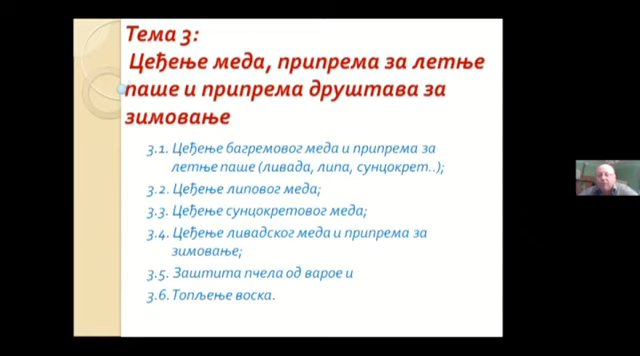 Тема 3:
Цеђење меда, припрема за летње
паше и припрема друштава за
зимовање
3.1. Цеђење багремовог меда и припрема за
летње паше (ливада, липа, сунцокрет..);
3.2. Цеђење липовог меда;
3.3. Цеђење сунцокретовог меда;
3.4. Цеђење ливадског меда и припрема за
зимовање;
3.5. Заштита пчела од варое и
3.6. Топљење воска.